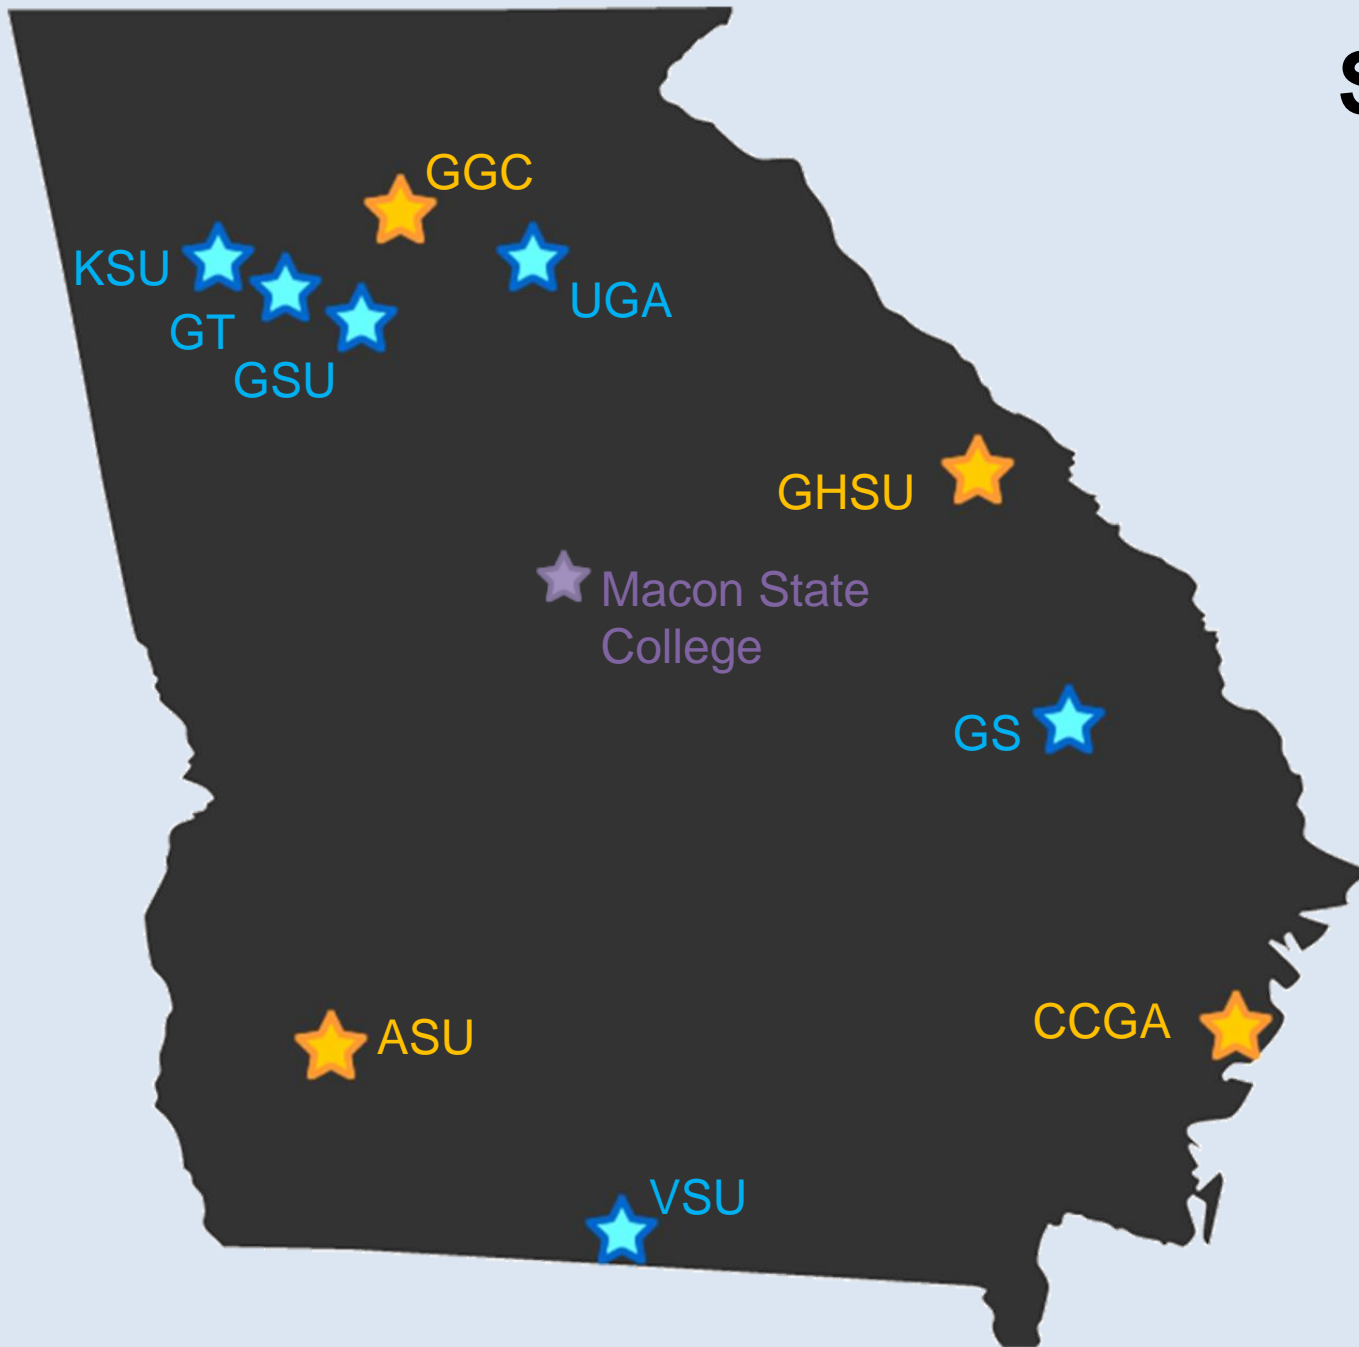 S
GGC
KSU
UGA
GT
GSU
GHSU
Macon State
College
GS
CCGA
ASU
VSU